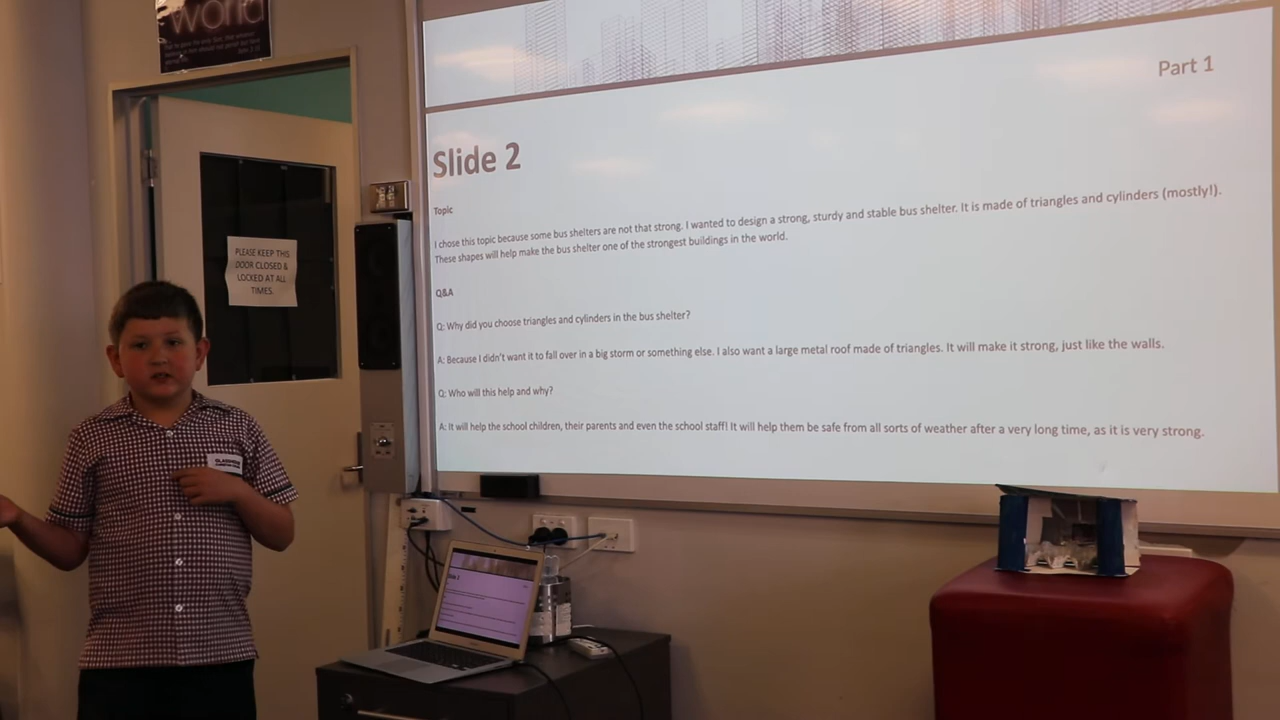 world
Part 1
Slide 2
Topic
I chose this topic because some bus shelters are not that strong. I wanted to design a strong, sturdy and stable bus shelter. It is made of triangles and cylinders (mostly!).
These shapes will help make the bus shelter one of the strongest buildings in the world.
Q&A
Q: Why did you choose triangles and cylinders in the bus shelter?
A: Because I didn't want it to fall over in a big storm or something else. I also want a large metal roof made of triangles. It will make it strong, just like the walls.
Q: Who will this help and why?
A: It will help the school children, their parents and even the school staff! It will help them be safe from all sorts of weather after a very long time, as it is very strong.
PLEASE KEEP THIS
DOOR CLOSED &
LOCKED AT ALL
TIMES.